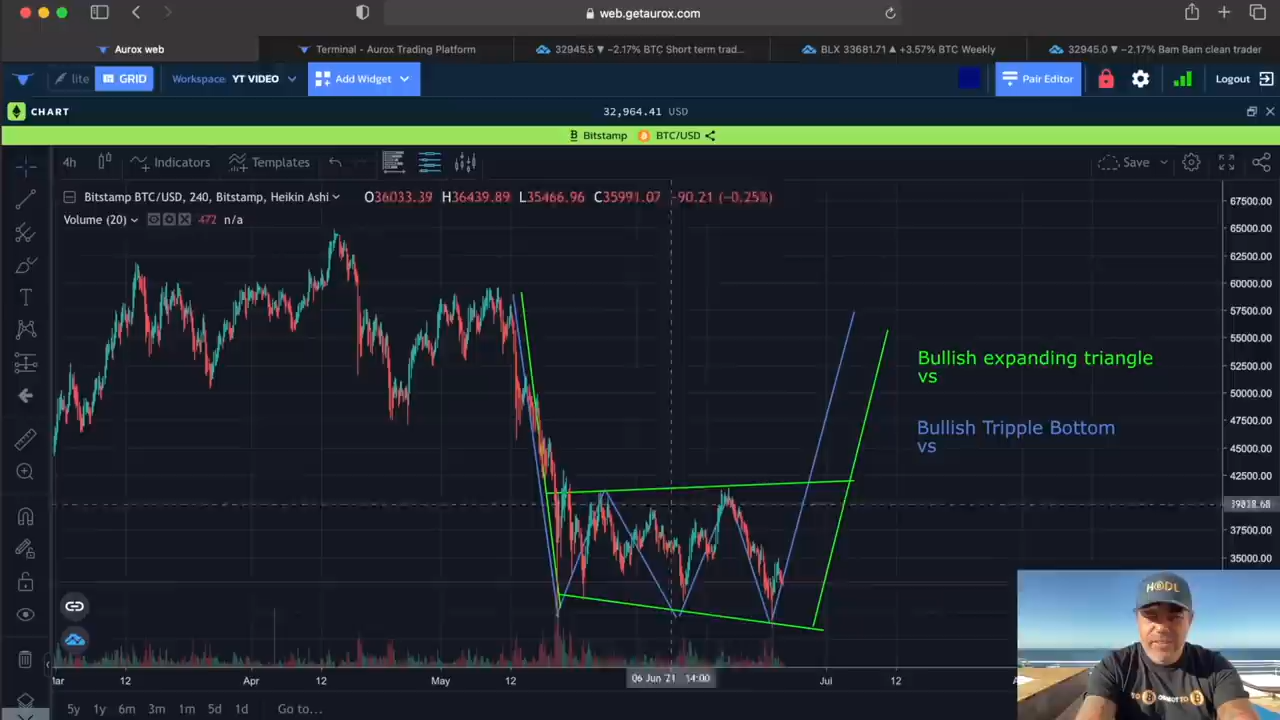 web.getaurox.com
Aurox web
Terminal - Aurox Trading Platform
32945.5 ▼ −2.17% BTC Short term trad...
BLX 33681.71 ▲ +3.57% BTC Weekly
32945.0 ▼ −2.17% Bam Bam clean trader
lite
GRID
Workspace: YT VIDEO
Add Widget
Pair Editor
Logout
CHART
32,964.41 USD
Bitstamp BTC/USD
4h
Indicators
Templates
Save
Bitstamp BTC/USD, 240, Bitstamp, Heikin Ashi
O36033.39 H36439.89 L35466.96 C35991.07 −90.21 (−0.25%)
Volume (20) 472 n/a
67500.00
65000.00
62500.00
60000.00
57500.00
55000.00
52500.00
50000.00
47500.00
45000.00
42500.00
37500.00
35000.00
Bullish expanding triangle
vs
Bullish Tripple Bottom
vs
12 Apr 12 May 12 06 Jun '21 14:00 Jul 12
5y 1y 6m 3m 1m 5d 1d Go to...
HODL